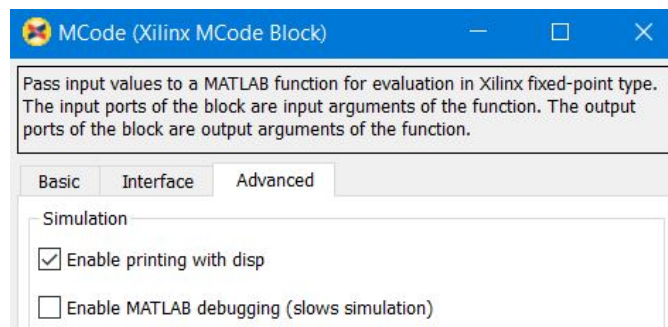 MCode (Xilinx MCode Block)
Pass input values to a MATLAB function for evaluation in Xilinx fixed-point type.
The input ports of the block are input arguments of the function. The output
ports of the block are output arguments of the function.
Basic Interface Advanced
Simulation
Enable printing with disp
Enable MATLAB debugging (slows simulation)